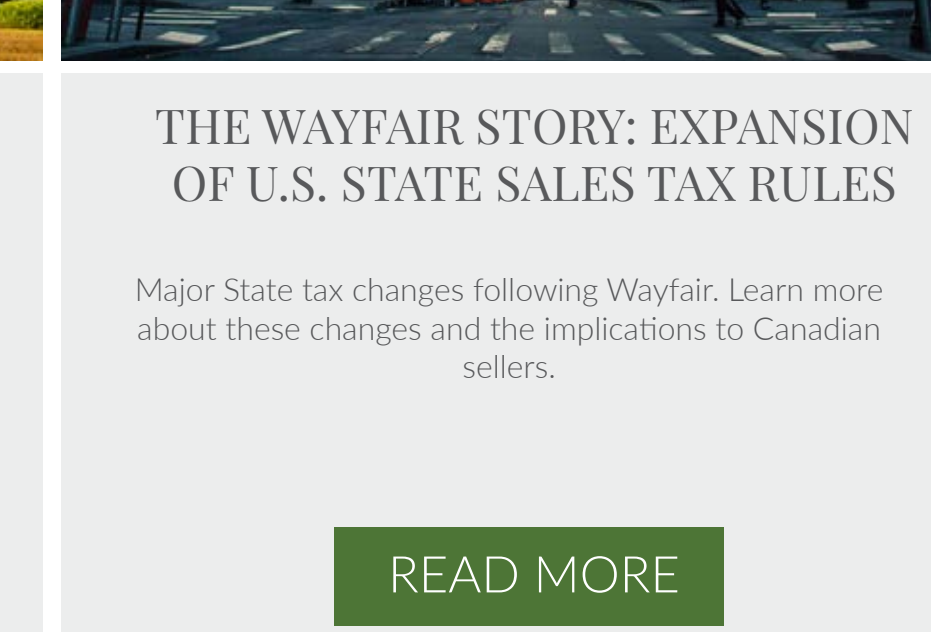 THE WAYFAIR STORY: EXPANSION
OF U.S. STATE SALES TAX RULES
Major State tax changes following Wayfair. Learn more
about these changes and the implications to Canadian
sellers.
READ MORE